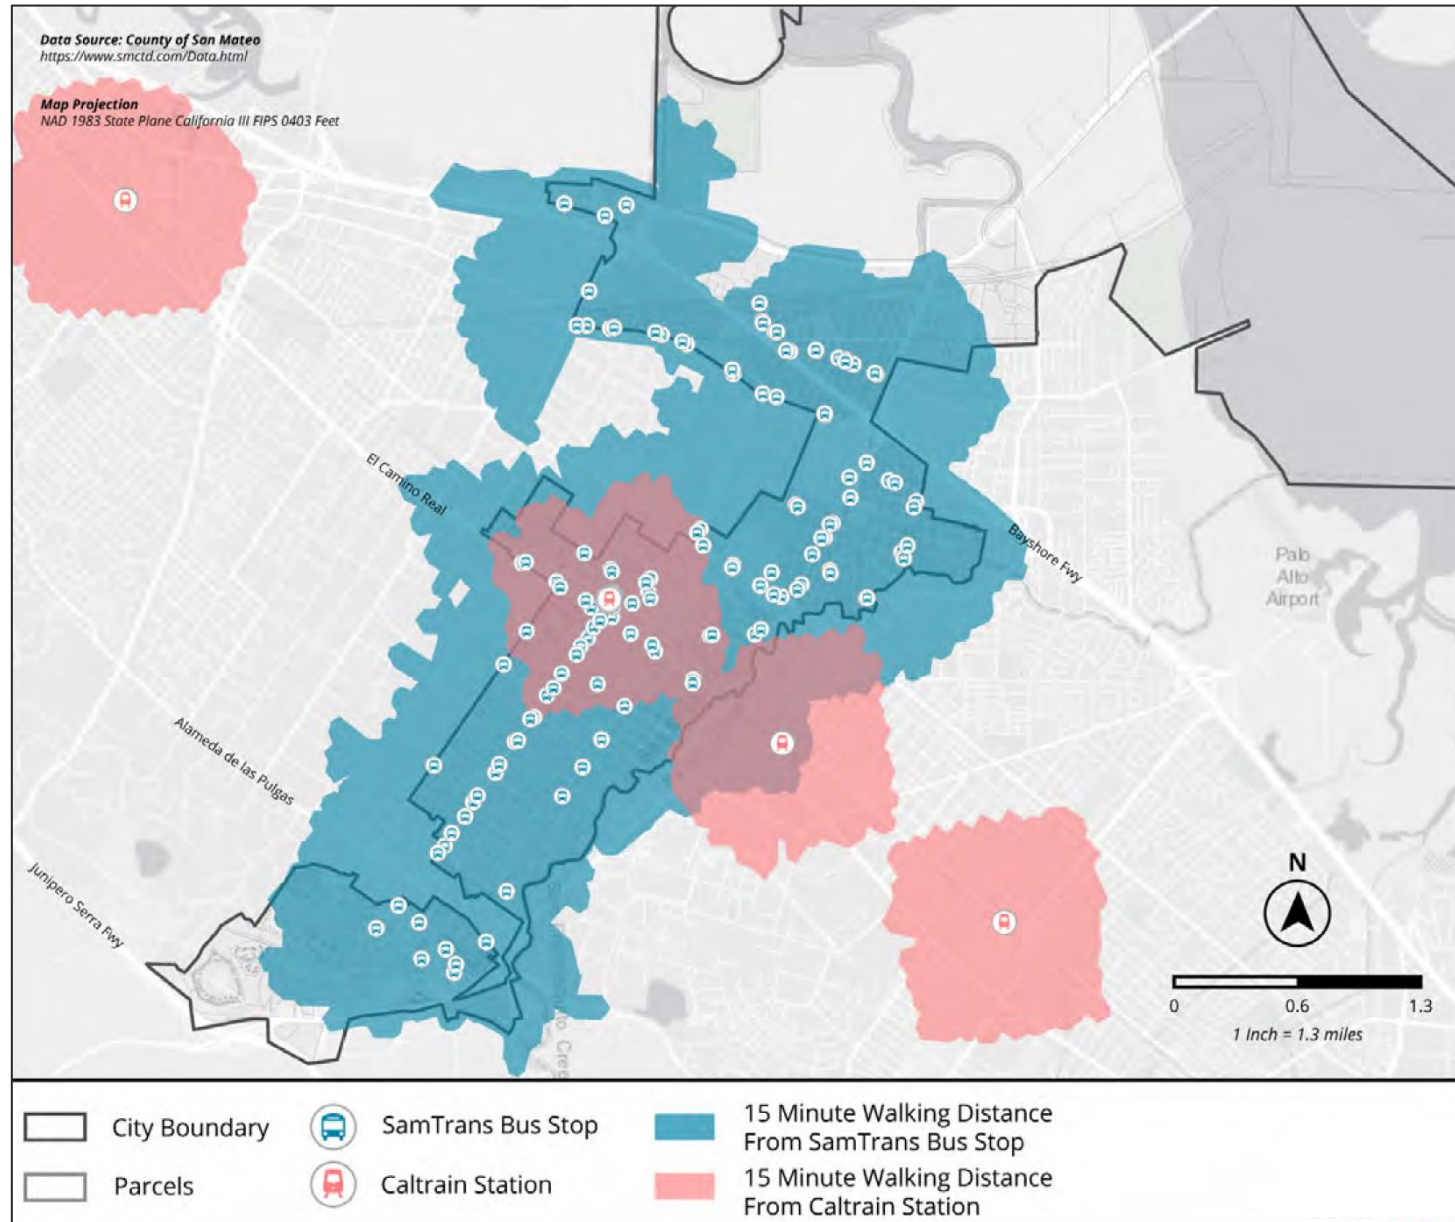 Data Source: County of San Mateo
https://www.smctd.com/Data.html
Map Projection
NAD 1983 State Plane California III FIPS 0403 Feet
El Camino Real
Bayshore Fwy
Palo
Alto
Airport
Alameda de las Pulgas
Junipero Serra Fwy
N
0 0.6 1.3
1 Inch = 1.3 miles
City Boundary
SamTrans Bus Stop
15 Minute Walking Distance
From SamTrans Bus Stop
Parcels
Caltrain Station
15 Minute Walking Distance
From Caltrain Station